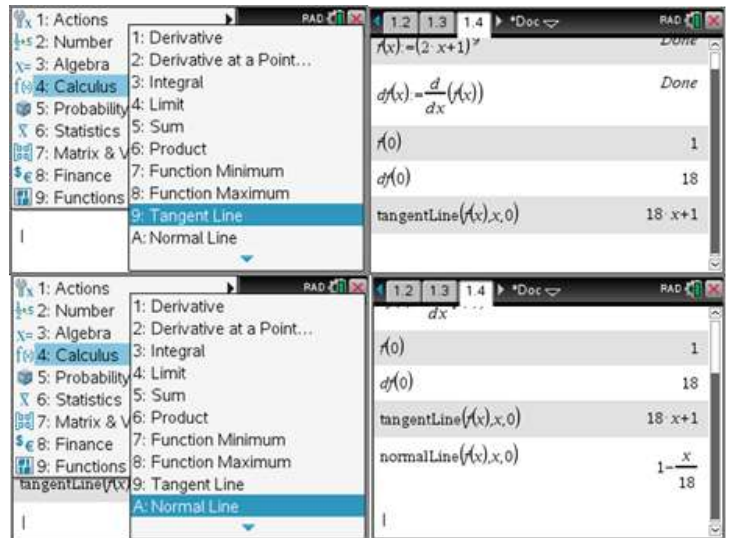 1: Actions
2: Number
3: Algebra
4: Calculus
5: Probability
6: Statistics
7: Matrix & V
8: Finance
9: Functions
RAD
1: Derivative
2: Derivative at a Point...
3: Integral
4: Limit
5: Sum
6: Product
7: Function Minimum
8: Function Maximum
9: Tangent Line
A: Normal Line
1.2 1.3 1.4 *Doc RAD
f(x):=(2·x+1)⁹ Done
df(x):=d/dx(f(x)) Done
f(0) 1
df(0) 18
tangentLine(f(x),x,0) 18·x+1
1: Actions
2: Number
3: Algebra
4: Calculus
5: Probability
6: Statistics
7: Matrix & V
8: Finance
9: Functions
tangentLine(f(x)
RAD
1: Derivative
2: Derivative at a Point...
3: Integral
4: Limit
5: Sum
6: Product
7: Function Minimum
8: Function Maximum
9: Tangent Line
A: Normal Line
1.2 1.3 1.4 *Doc RAD
dx
f(0) 1
df(0) 18
tangentLine(f(x),x,0) 18·x+1
normalLine(f(x),x,0) 1-x/18